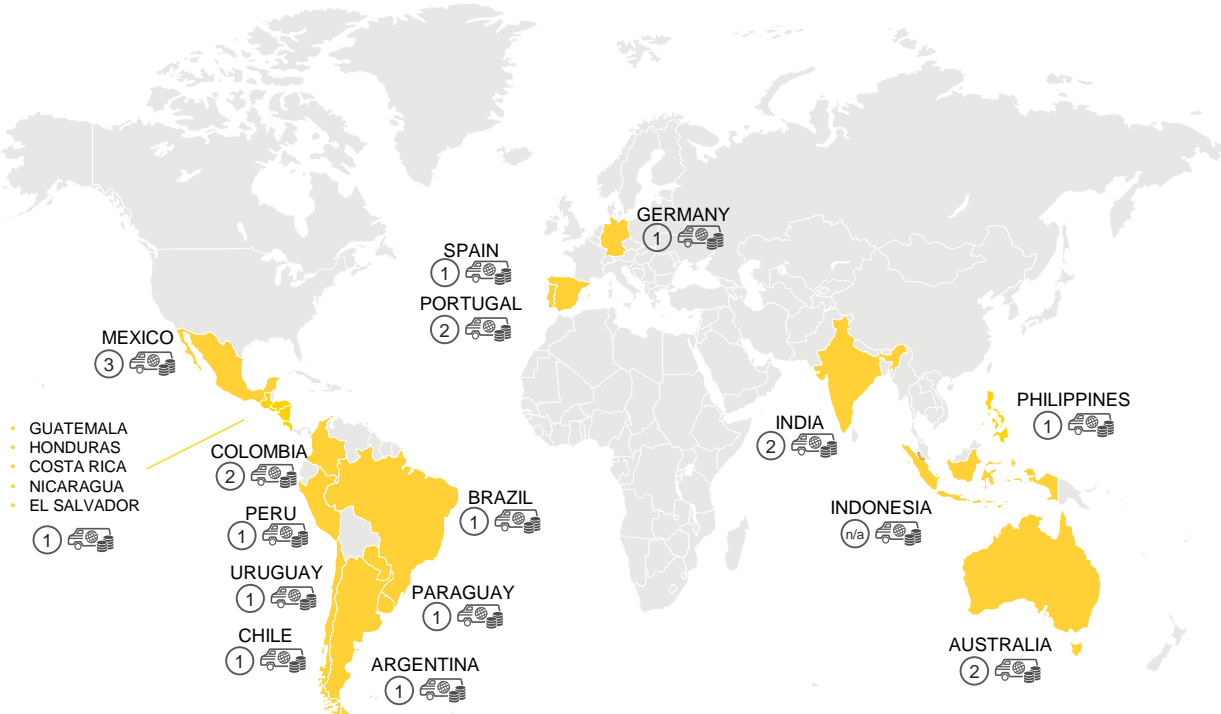 GERMANY
1
SPAIN
1
PORTUGAL
2
MEXICO
3
• GUATEMALA
• HONDURAS
• COSTA RICA
• NICARAGUA
• EL SALVADOR
1
COLOMBIA
2
PERU
1
BRAZIL
1
URUGUAY
1
PARAGUAY
1
CHILE
1
ARGENTINA
1
INDIA
2
PHILIPPINES
1
INDONESIA
n/a
AUSTRALIA
2